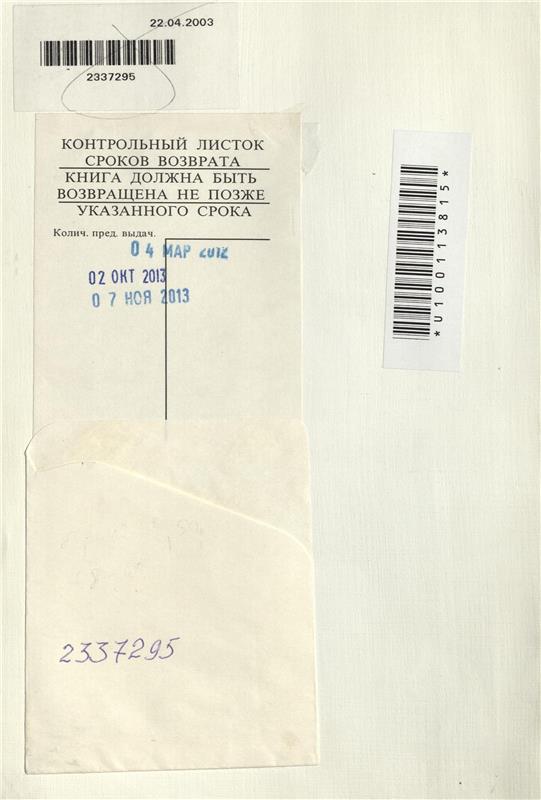 22.04.2003
2337295
КОНТРОЛЬНЫЙ ЛИСТОК
СРОКОВ ВОЗВРАТА
КНИГА ДОЛЖНА БЫТЬ
ВОЗВРАЩЕНА НЕ ПОЗЖЕ
УКАЗАННОГО СРОКА
Колич. пред. выдач.
04 МАР 2012
02 ОКТ 2013
07 НОЯ 2013
*U100113815*
2337295